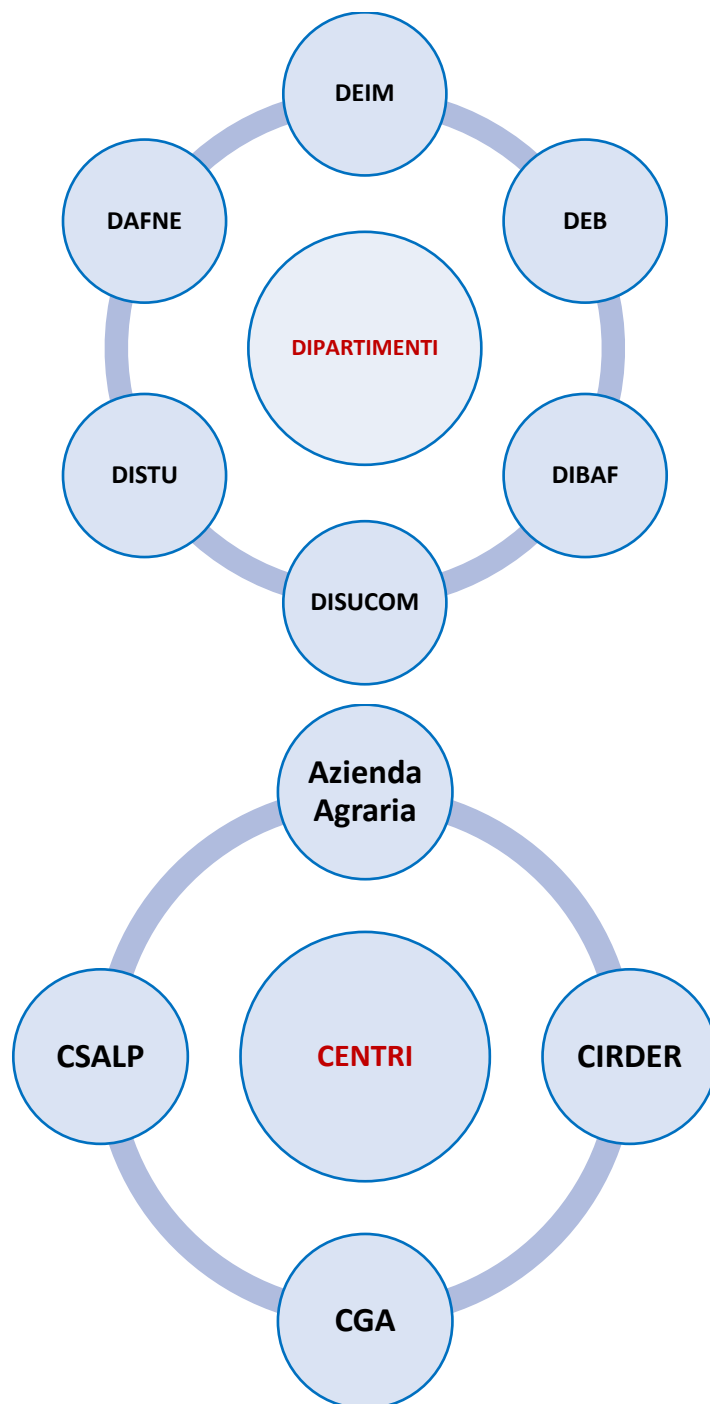 DEIM
DAFNE
DEB
DIPARTIMENTI
DISTU
DIBAF
DISUCOM
Azienda
Agraria
CSALP
CENTRI
CIRDER
CGA